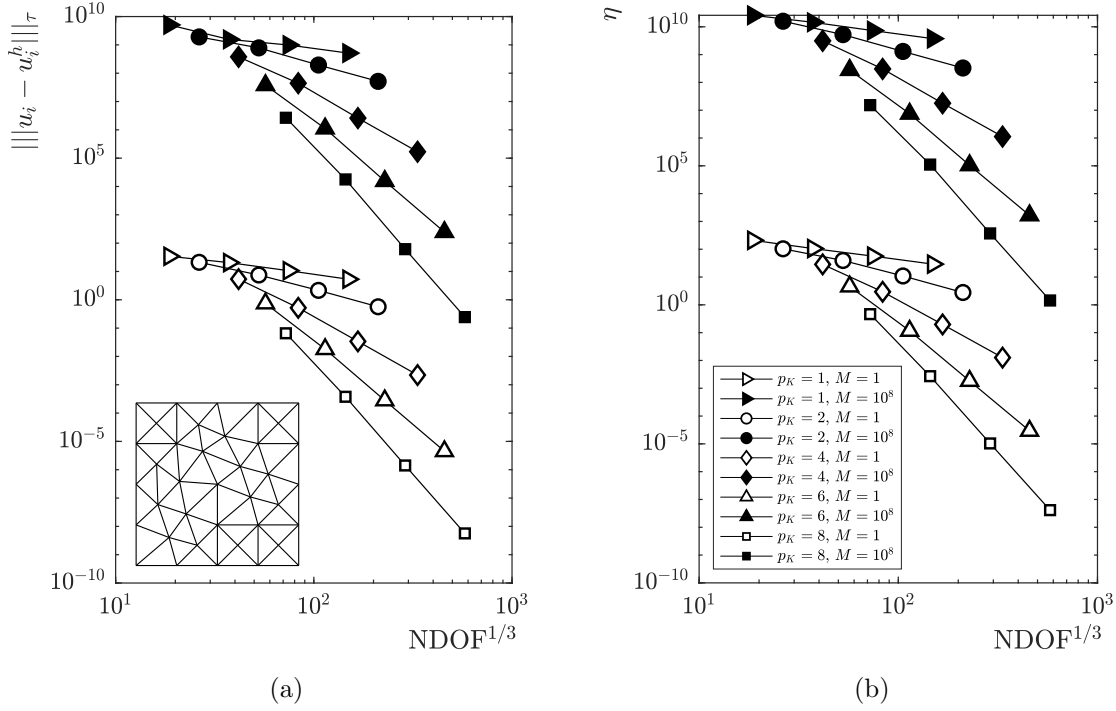 |||u_i − u_i^h|||_τ
10^10
10^5
10^0
10^−5
10^−10
10^1
10^2
10^3
NDOF^1/3
(a)
η
10^10
10^5
10^0
10^−5
10^−10
p_K = 1, M = 1
p_K = 1, M = 10^8
p_K = 2, M = 1
p_K = 2, M = 10^8
p_K = 4, M = 1
p_K = 4, M = 10^8
p_K = 6, M = 1
p_K = 6, M = 10^8
p_K = 8, M = 1
p_K = 8, M = 10^8
10^1
10^2
10^3
NDOF^1/3
(b)